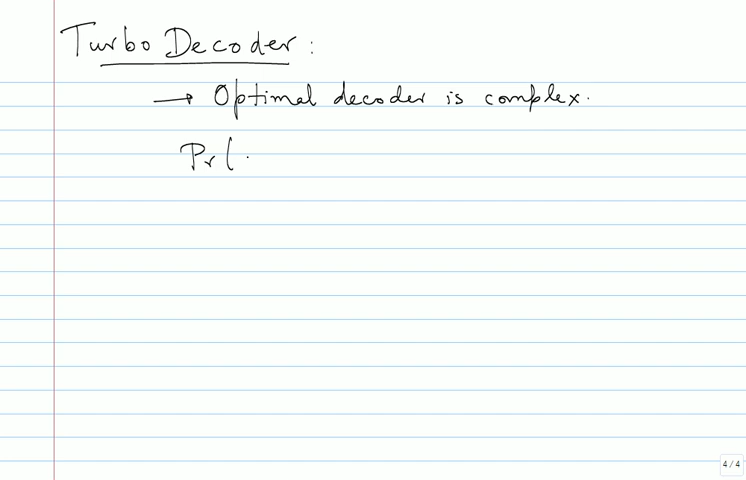 Turbo Decoder :
→ Optimal decoder is complex.
Pr(.
4/4